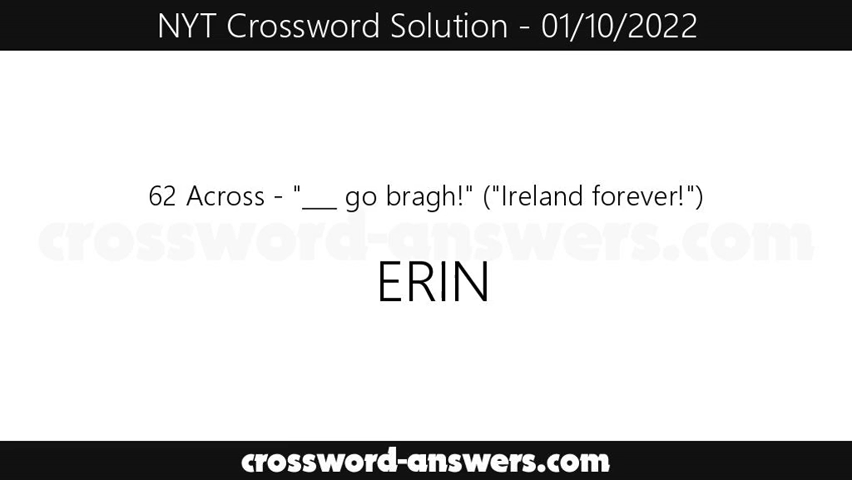 NYT Crossword Solution - 01/10/2022
62 Across - "___ go bragh!" ("Ireland forever!")
crossword-answers.com
ERIN
crossword-answers.com